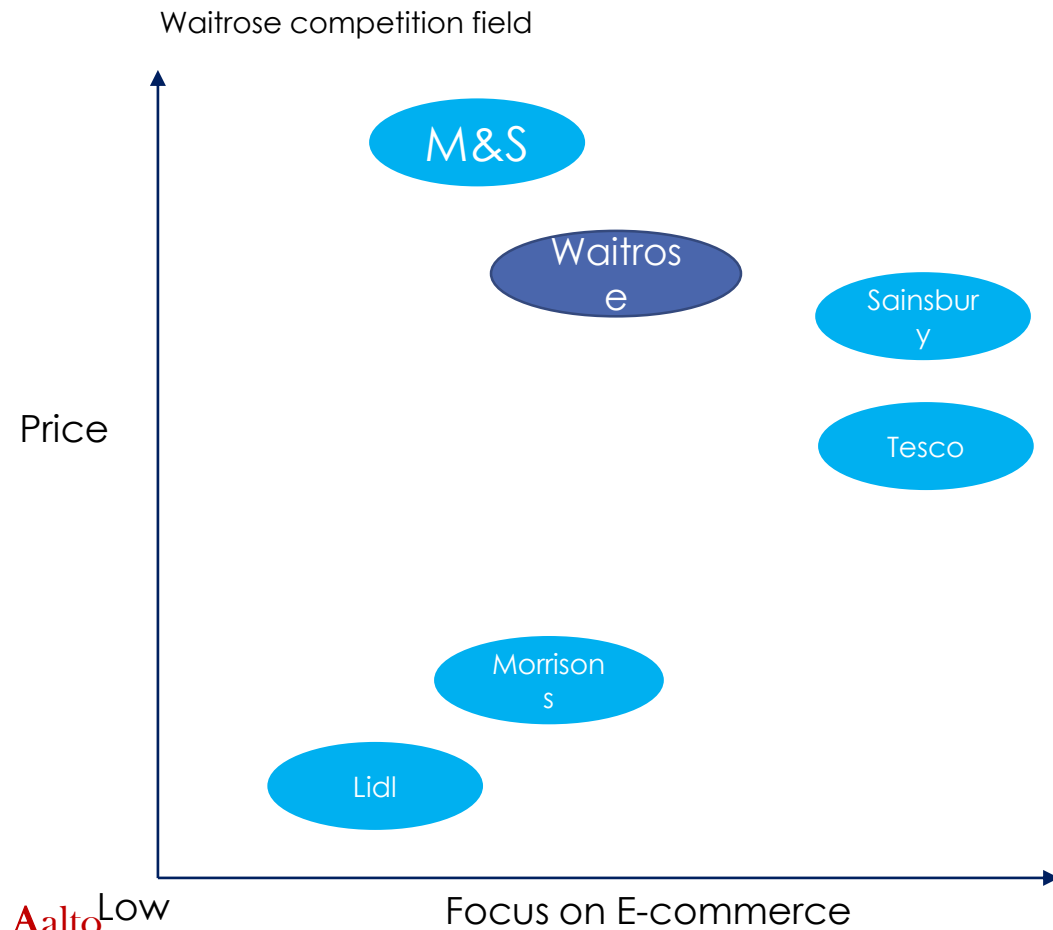 Waitrose competition field
M&S
Waitros
e
Sainsbur
y
Price
Tesco
Morrison
s
Lidl
Low
Aalto
Focus on E-commerce